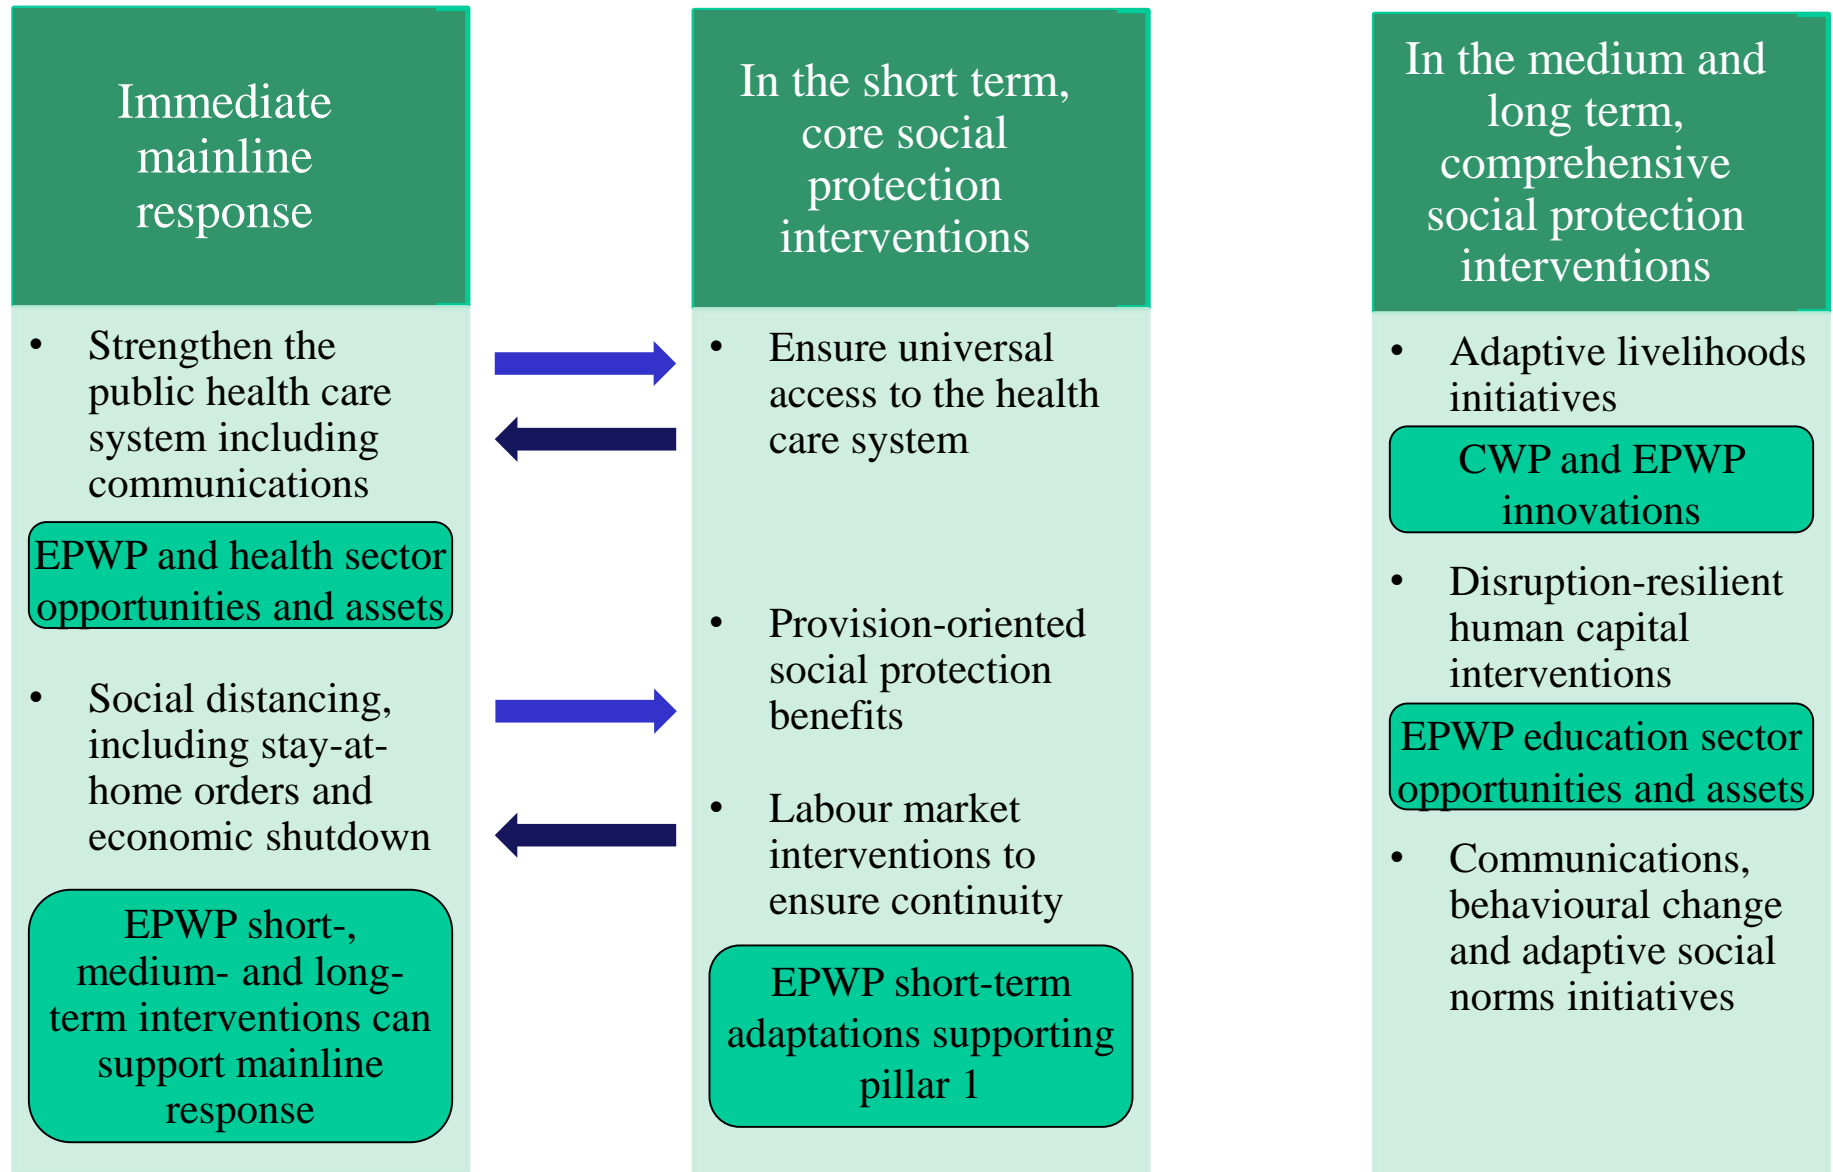 Immediate
mainline
response
• Strengthen the
public health care
system including
communications
EPWP and health sector
opportunities and assets
• Social distancing,
including stay-at-
home orders and
economic shutdown
EPWP short-,
medium- and long-
term interventions can
support mainline
response
In the short term,
core social
protection
interventions
• Ensure universal
access to the health
care system
• Provision-oriented
social protection
benefits
• Labour market
interventions to
ensure continuity
EPWP short-term
adaptations supporting
pillar 1
In the medium and
long term,
comprehensive
social protection
interventions
• Adaptive livelihoods
initiatives
CWP and EPWP
innovations
• Disruption-resilient
human capital
interventions
EPWP education sector
opportunities and assets
• Communications,
behavioural change
and adaptive social
norms initiatives